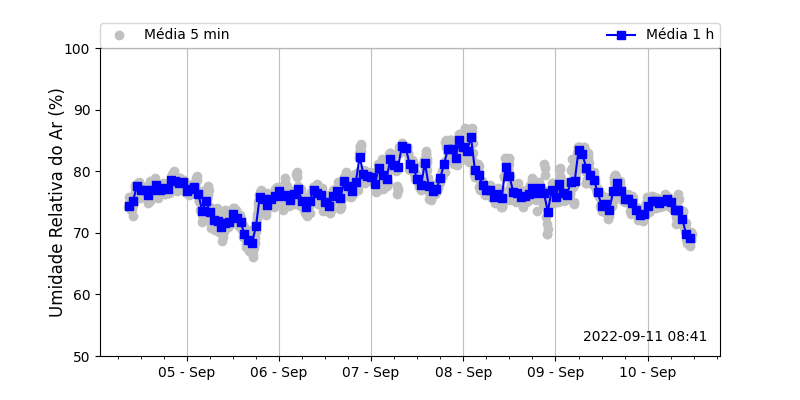 Média 5 min
Média 1 h
Umidade Relativa do Ar (%)
100
90
80
70
60
50
2022-09-11 08:41
05 - Sep
06 - Sep
07 - Sep
08 - Sep
09 - Sep
10 - Sep